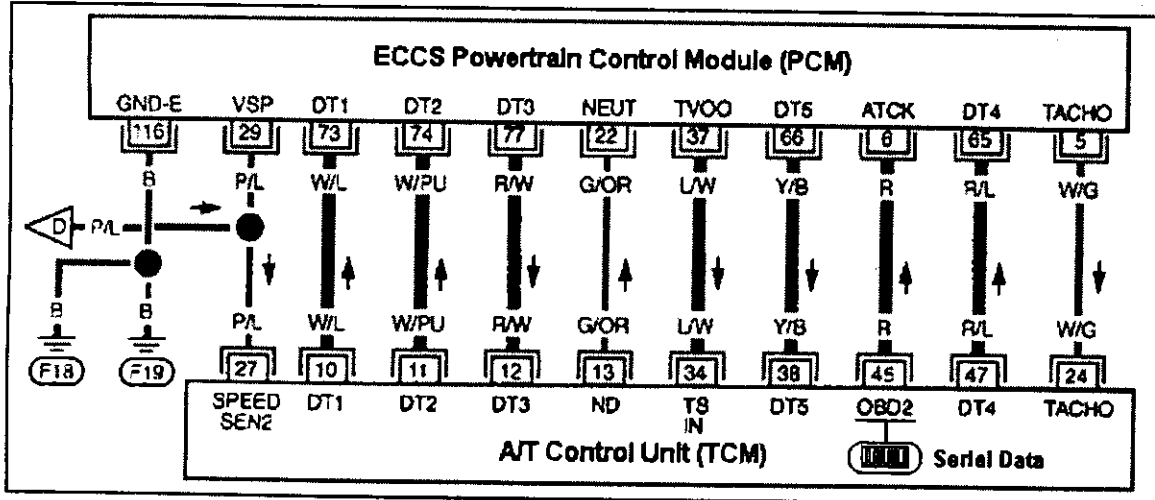 ECCS Powertrain Control Module (PCM)
GND-E VSP DT1 DT2 DT3 NEUT TVOO DT5 ATCK DT4 TACHO
116 29 73 74 77 22 37 66 6 65 5
B P/L W/L W/PU R/W G/OR L/W Y/B R R/L W/G
D P/L
B B P/L W/L W/PU R/W G/OR L/W Y/B R R/L W/G
F18 F19 27 10 11 12 13 34 38 45 47 24
SPEED SEN2 DT1 DT2 DT3 ND TS IN DT5 OBD2 DT4 TACHO
A/T Control Unit (TCM) Serial Data